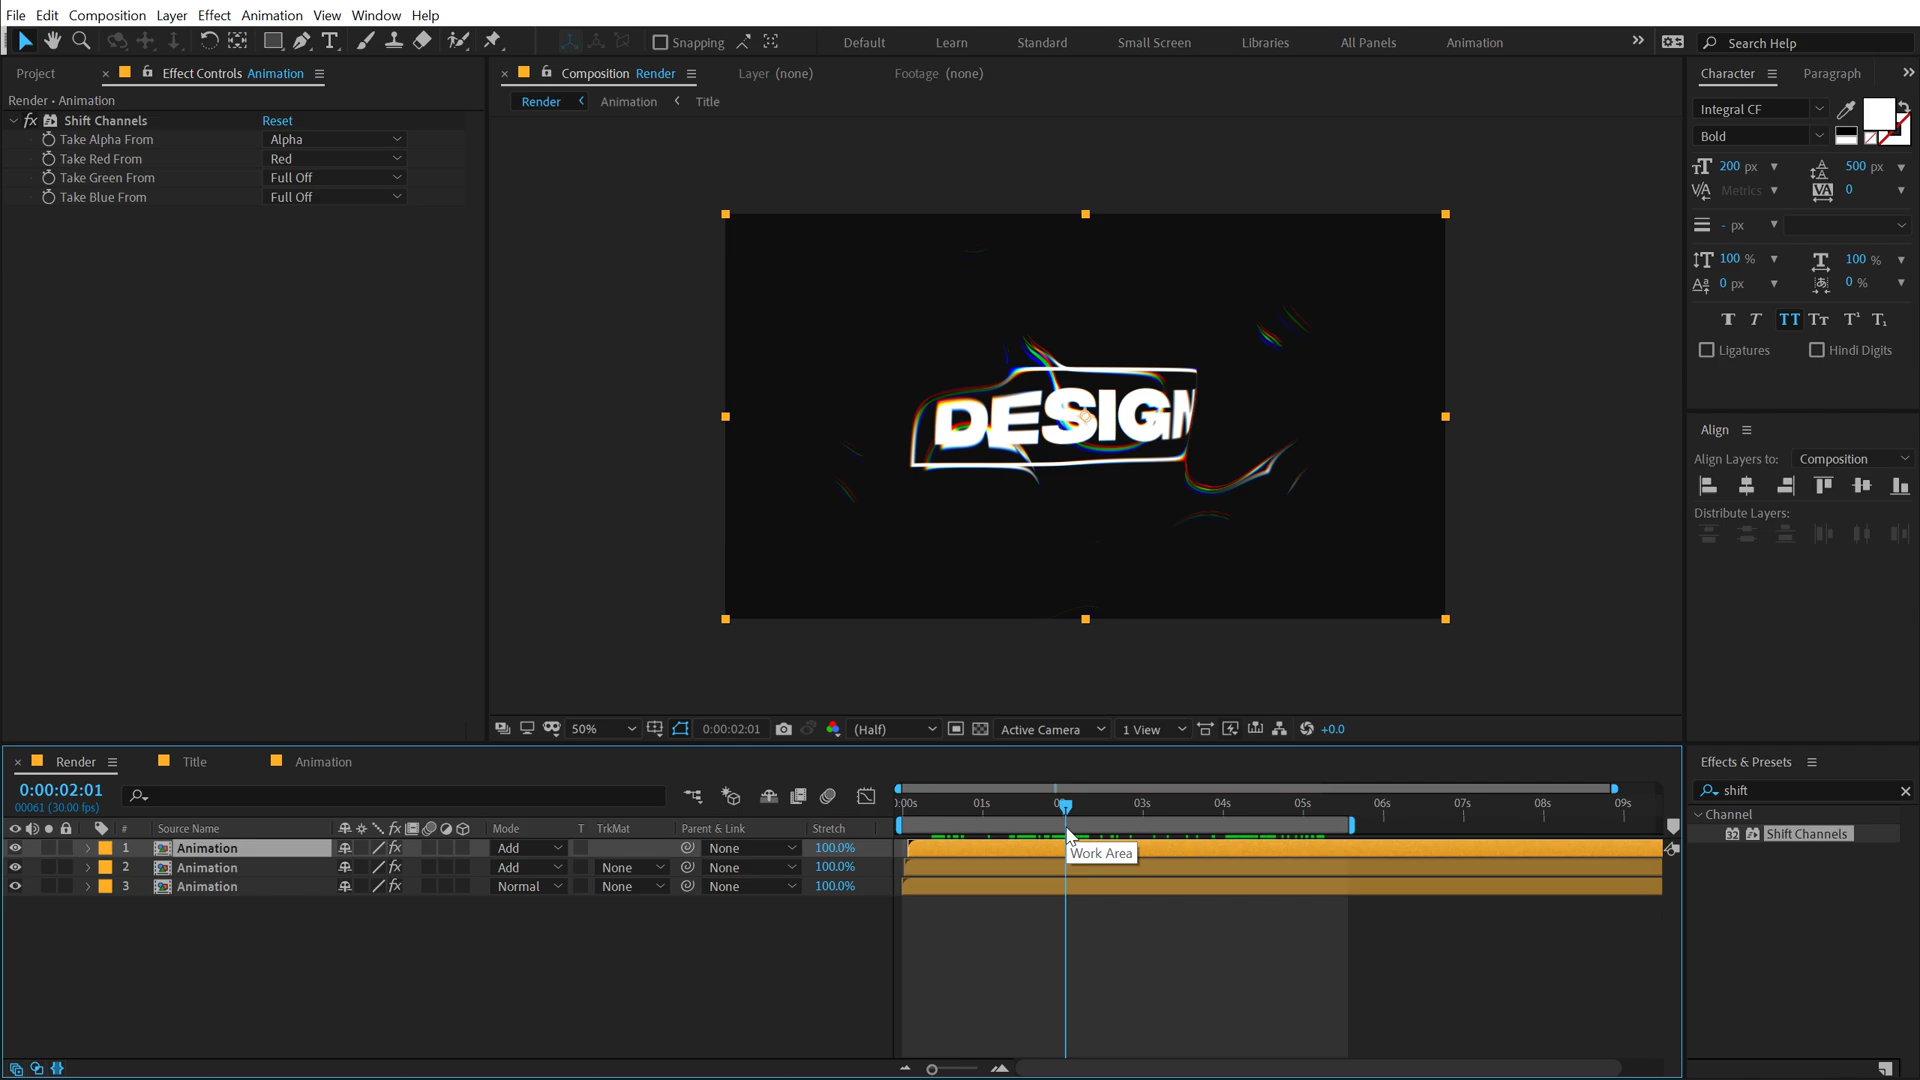 File Edit Composition Layer Effect Animation View Window Help
Snapping Default Learn Standard Small Screen Libraries All Panels Animation Search Help
Project Effect Controls Animation Composition Render Layer (none) Footage (none) Character Paragraph
Render • Animation Render Animation Title
fx Shift Channels Reset
Take Alpha From Alpha
Take Red From Red
Take Green From Full Off
Take Blue From Full Off
Integral CF
Bold
200 px 500 px
Metrics 0
- px
100 % 100 %
0 px 0 %
Ligatures Hindi Digits
Align
Align Layers to: Composition
Distribute Layers:
DESIGN
50% 0:00:02:01 (Half) Active Camera 1 View +0.0
Render Title Animation
0:00:02:01
00061 (30.00 fps)
01s 03s 04s 05s 06s 07s 08s 09s
# Source Name fx Mode T TrkMat Parent & Link Stretch
1 Animation fx Add None 100.0%
2 Animation fx Add None None 100.0%
3 Animation fx Normal None None 100.0%
Work Area
Effects & Presets
shift
Channel
32 Shift Channels